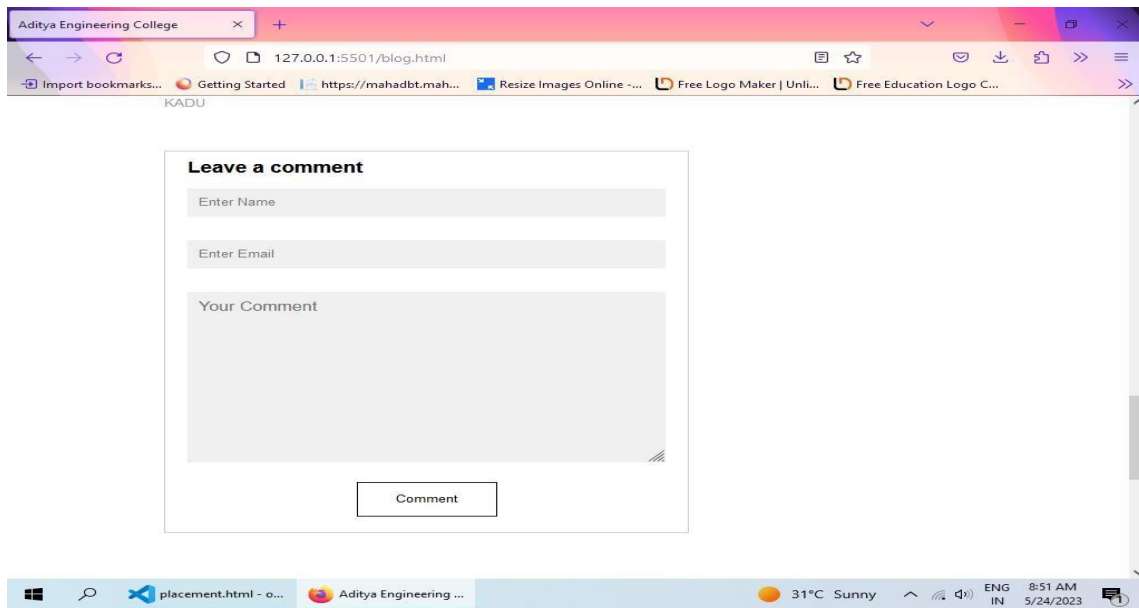 Aditya Engineering College
127.0.0.1:5501/blog.html
Import bookmarks... Getting Started https://mahadbt.mah... Resize Images Online -... Free Logo Maker | Unli... Free Education Logo C...
KADU
Leave a comment
Enter Name
Enter Email
Your Comment
Comment
placement.html - o... Aditya Engineering ... 31°C Sunny ENG IN 8:51 AM 5/24/2023 1